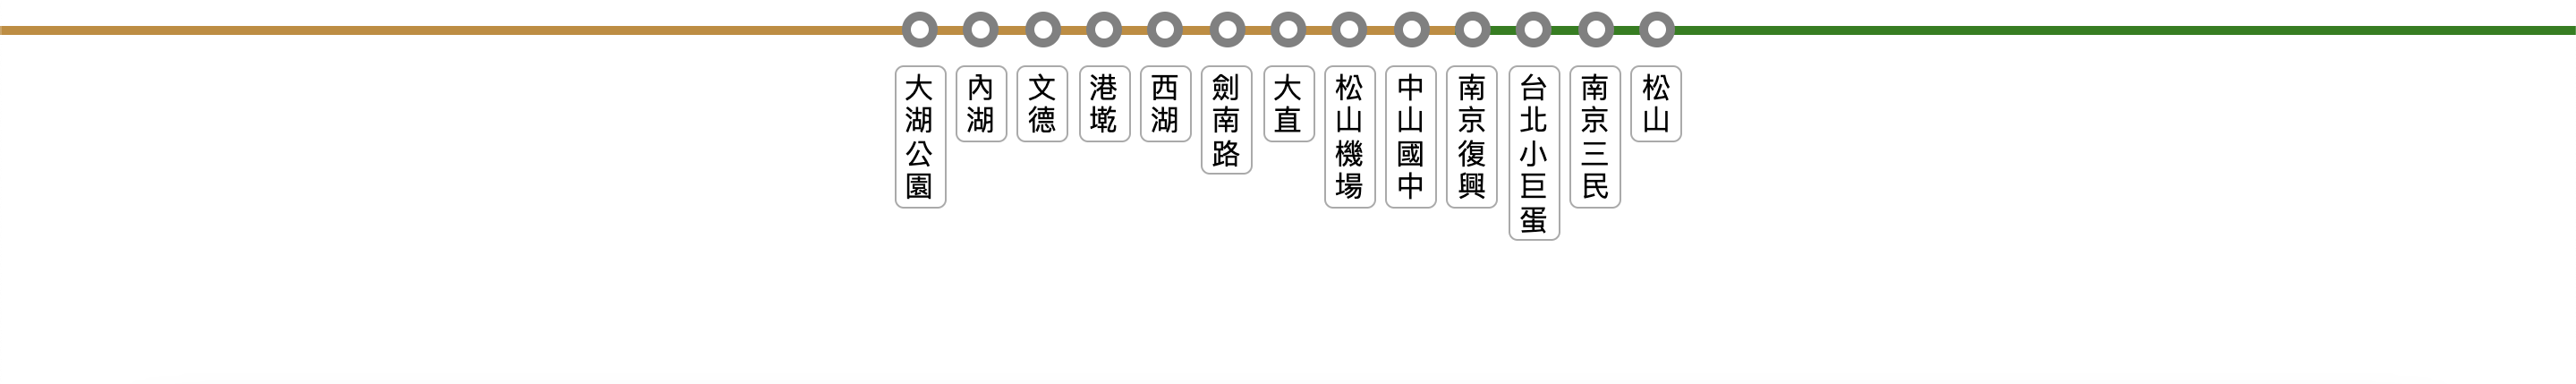 大湖公園
內湖
文德
港墘
西湖
劍南路
大直
松山機場
中山國中
南京復興
台北小巨蛋
南京三民
松山